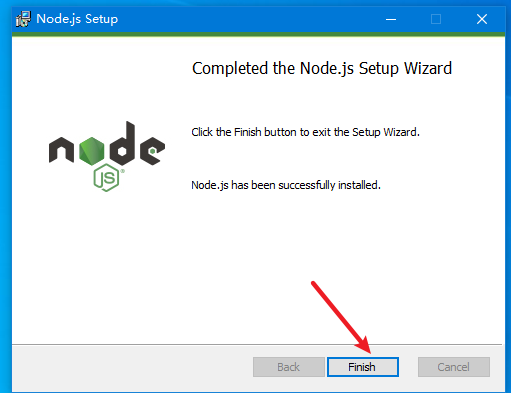 Node.js Setup
Completed the Node.js Setup Wizard
Click the Finish button to exit the Setup Wizard.
node
JS®
Node.js has been successfully installed.
Back
Finish
Cancel